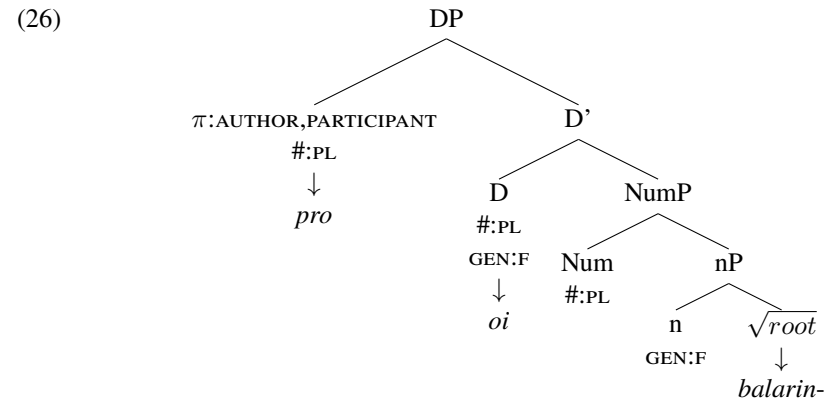 (26)
DP
π:AUTHOR,PARTICIPANT
#:PL
↓
pro
D’
D
#:PL
GEN:F
↓
oi
NumP
Num
#:PL
nP
n
GEN:F
√root
↓
balarin-